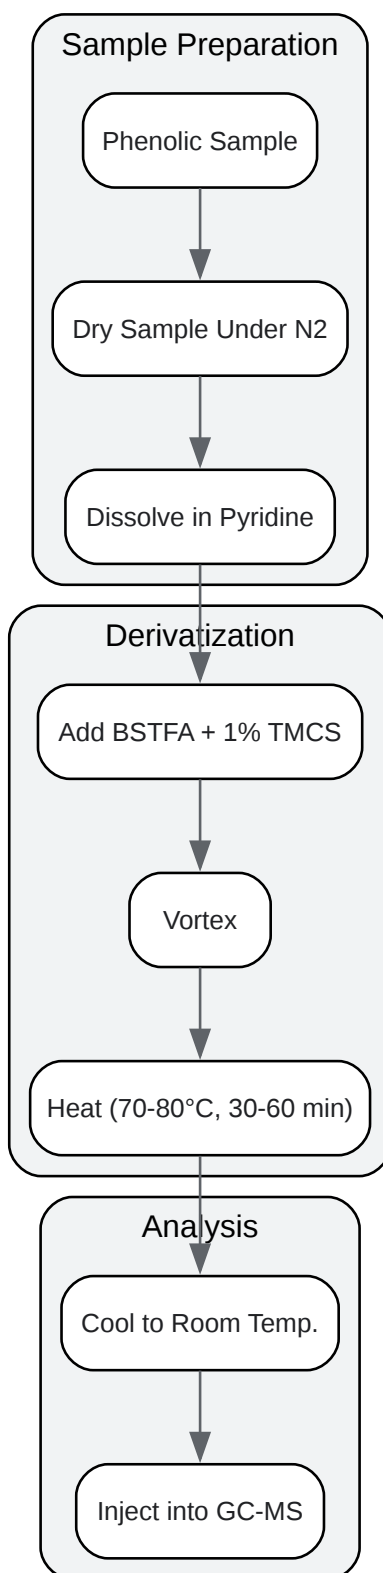 Sample Preparation
Phenolic Sample
Dry Sample Under N2
Dissolve in Pyridine
Derivatization
Add BSTFA + 1% TMCS
Vortex
Heat (70-80°C, 30-60 min)
Analysis
Cool to Room Temp.
Inject into GC-MS